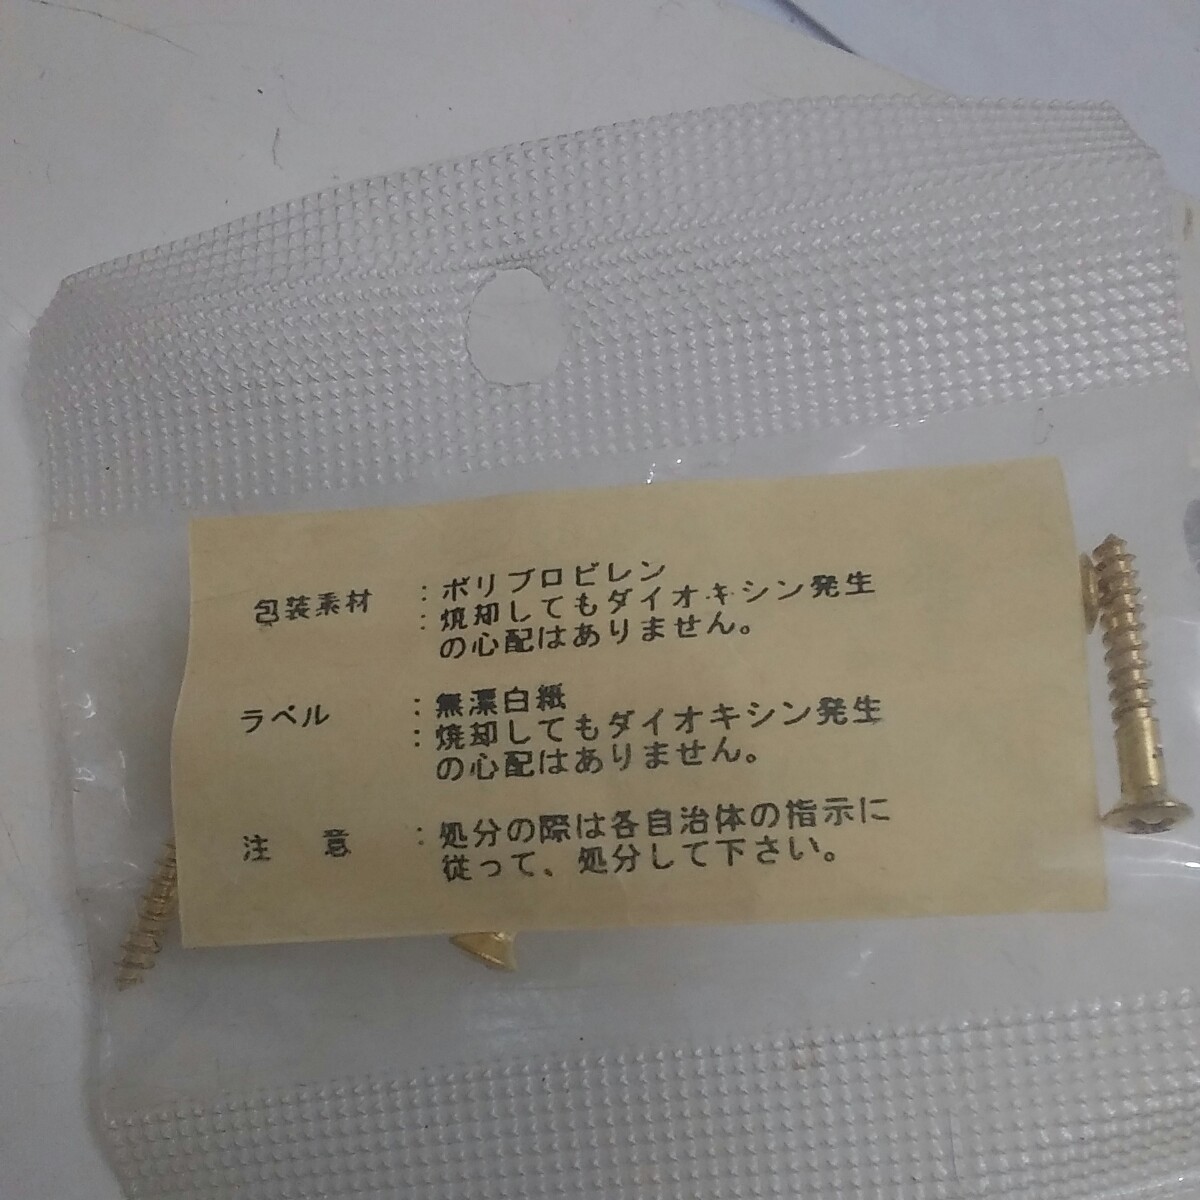 包装素材 : ポリプロピレン
: 焼却してもダイオキシン発生
の心配はありません。
ラベル : 無漂白紙
: 焼却してもダイオキシン発生
の心配はありません。
注 意 : 処分の際は各自治体の指示に
従って、処分して下さい。